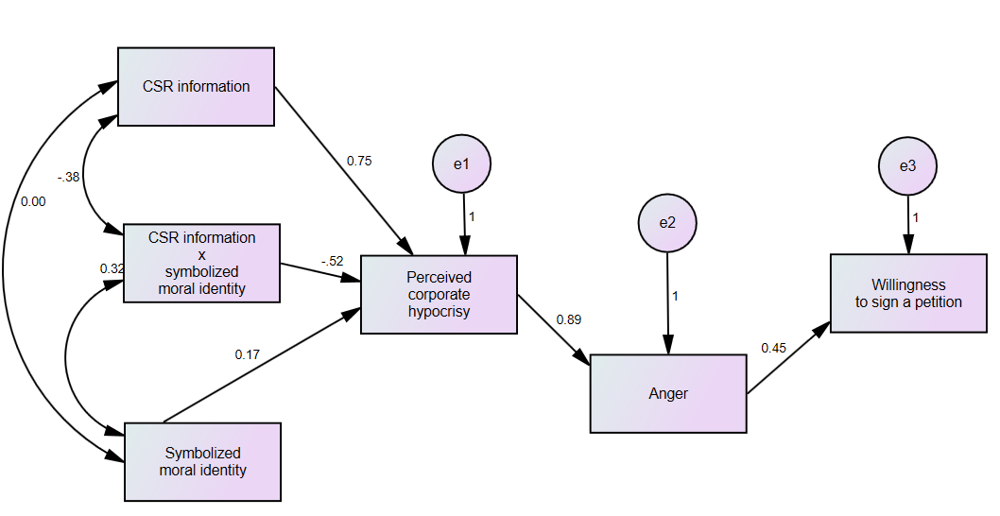 CSR information
0.75
-.38
0.00
e1
1
e2
1
e3
1
CSR information
x
symbolized
moral identity
0.32
-.52
Perceived
corporate
hypocrisy
0.17
0.89
Anger
0.45
Willingness
to sign a petition
Symbolized
moral identity